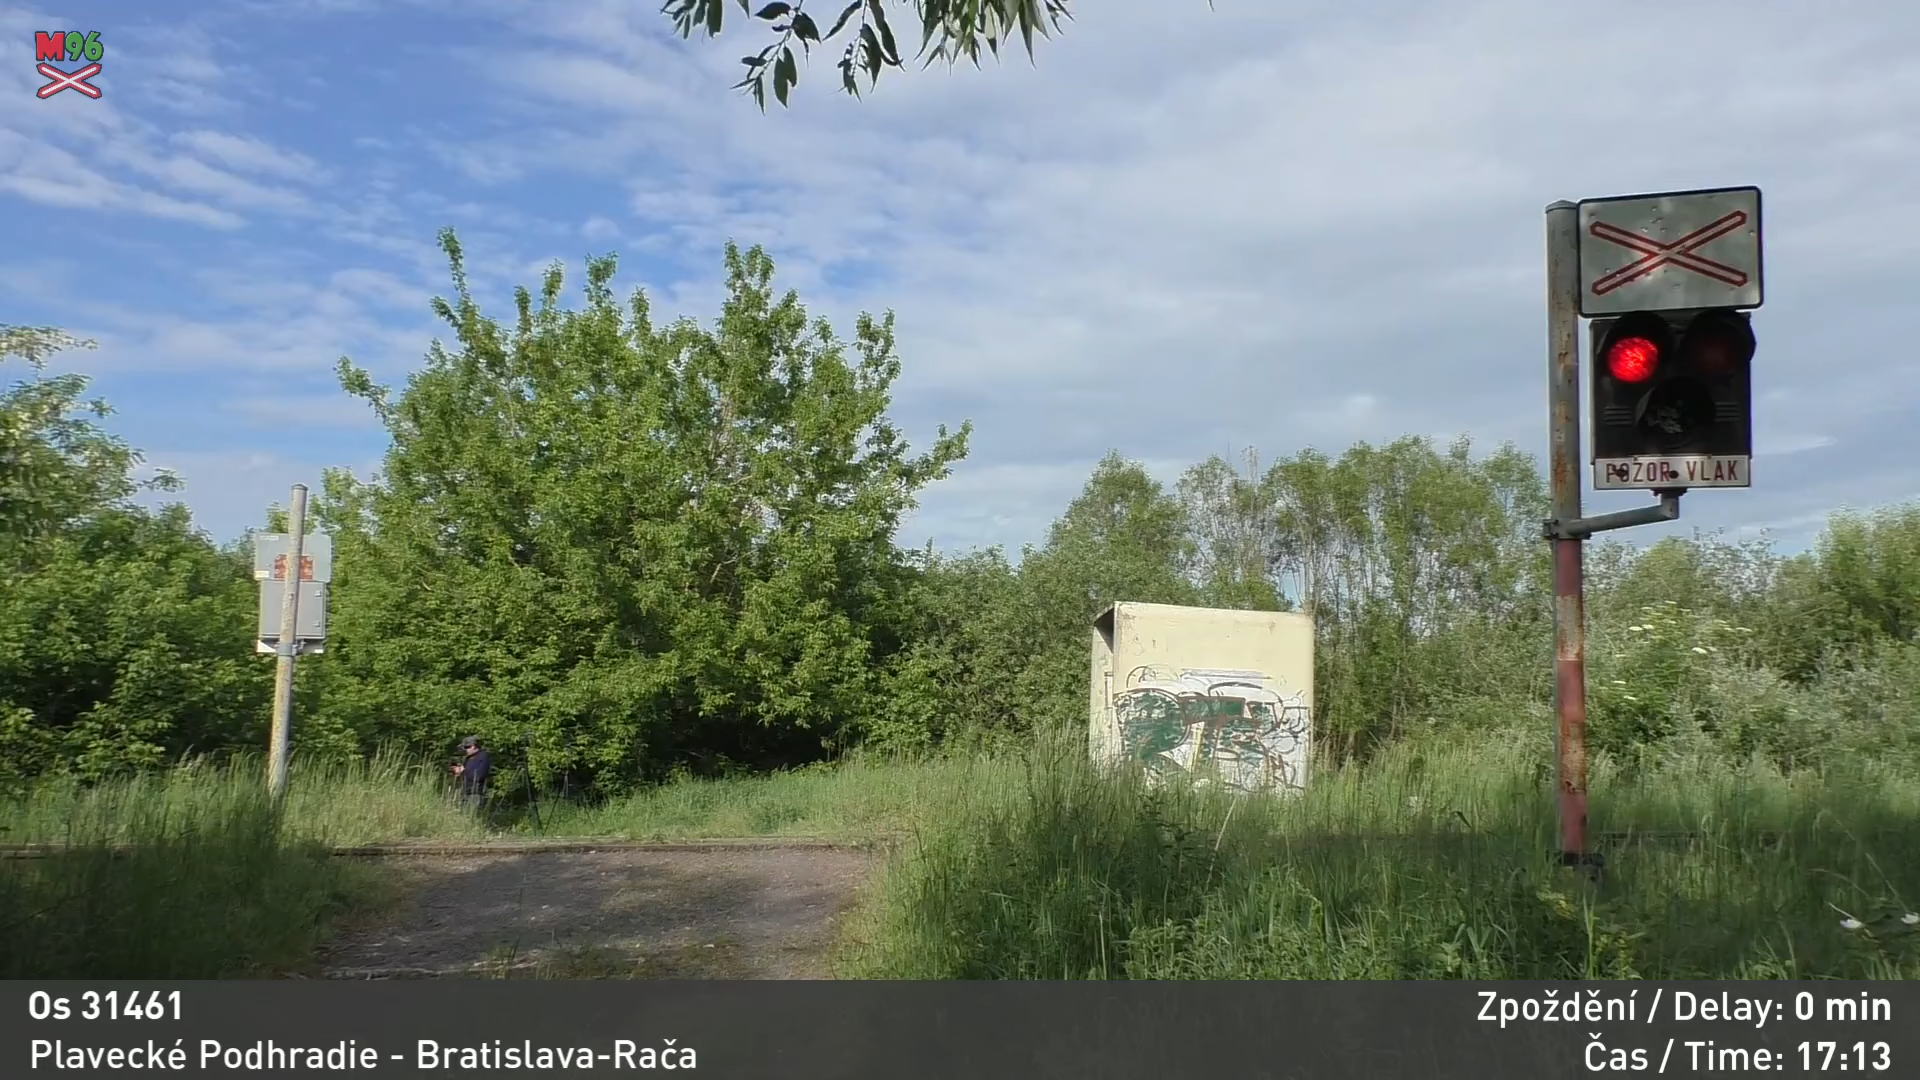 M96
POZOR VLAK
Os 31461
Plavecké Podhradie - Bratislava-Rača
Zpoždění / Delay: 0 min
Čas / Time: 17:13